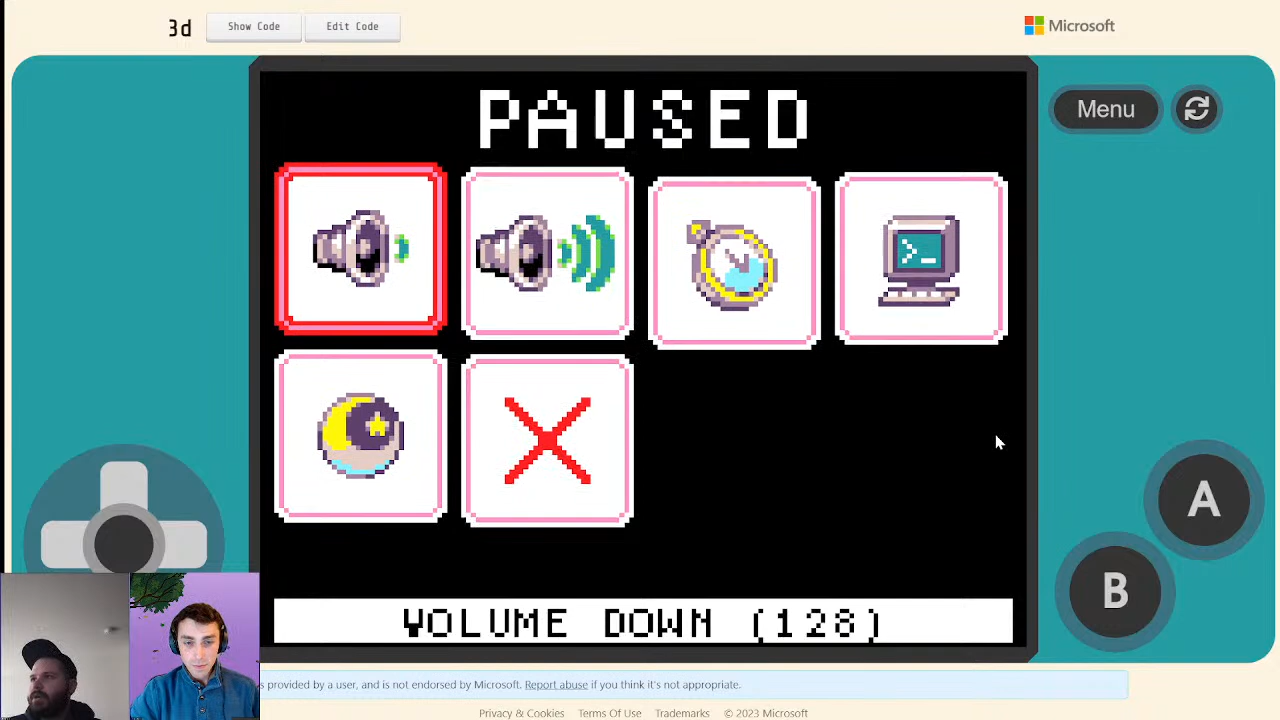 3d Show Code Edit Code Microsoft
PAUSED
Menu
>_
A
B
VOLUME DOWN (128)
s provided by a user, and is not endorsed by Microsoft. Report abuse if you think it's not appropriate.
Privacy & Cookies Terms Of Use Trademarks © 2023 Microsoft